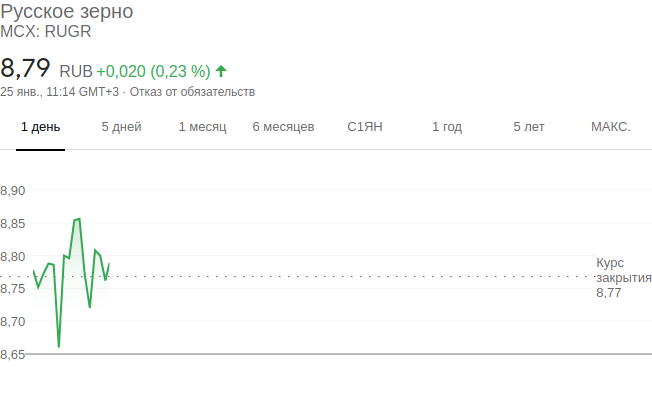 Русское зерно
MCX: RUGR
8,79 RUB +0,020 (0,23 %)
25 янв., 11:14 GMT+3 · Отказ от обязательств
1 день 5 дней 1 месяц 6 месяцев С1ЯН 1 год 5 лет МАКС.
8,90
8,85
8,80
8,75
8,70
8,65
Курс
закрытия
8,77